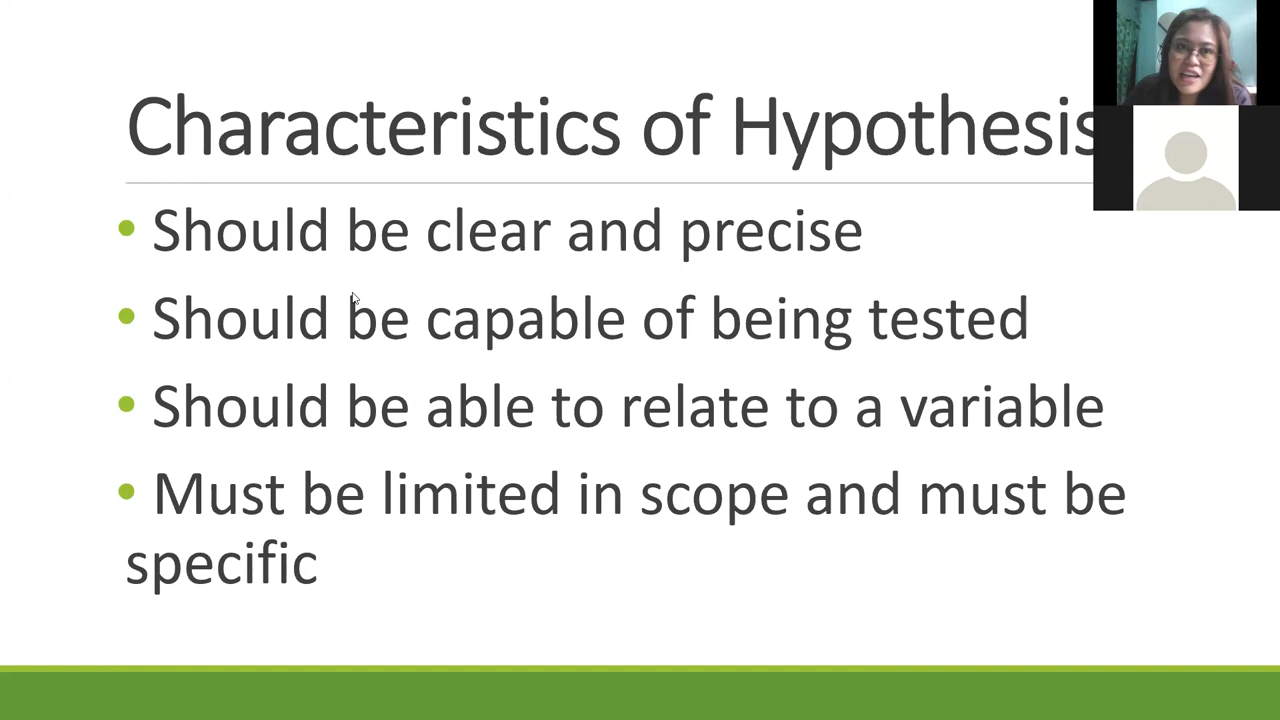 Characteristics of Hypothesis
• Should be clear and precise
• Should be capable of being tested
• Should be able to relate to a variable
• Must be limited in scope and must be
specific